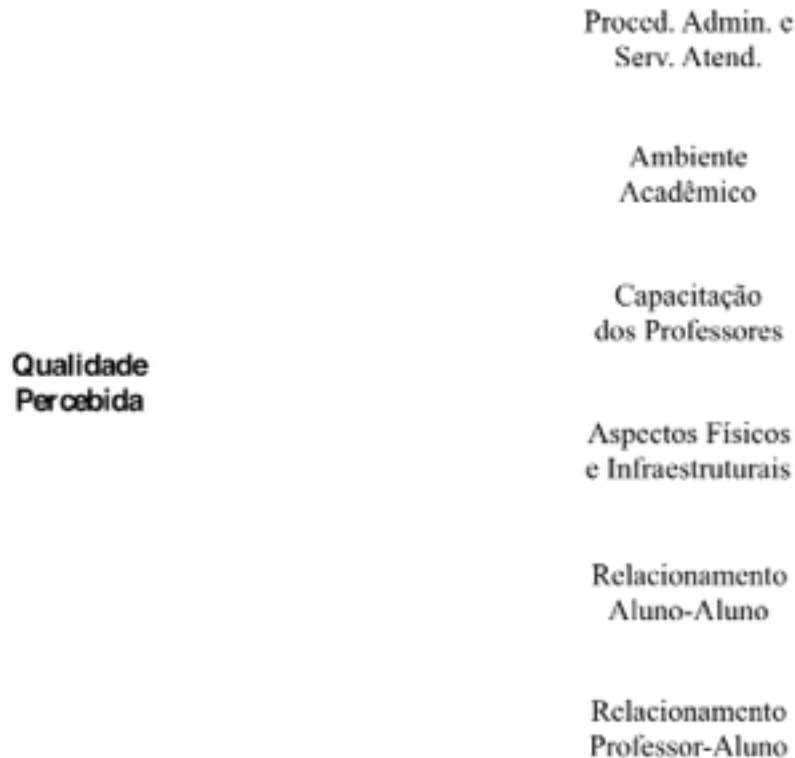 Proced. Admin. e
Serv. Atend.
Ambiente
Acadêmico
Capacitação
dos Professores
Qualidade
Percebida
Aspectos Físicos
e Infraestruturais
Relacionamento
Aluno-Aluno
Relacionamento
Professor-Aluno